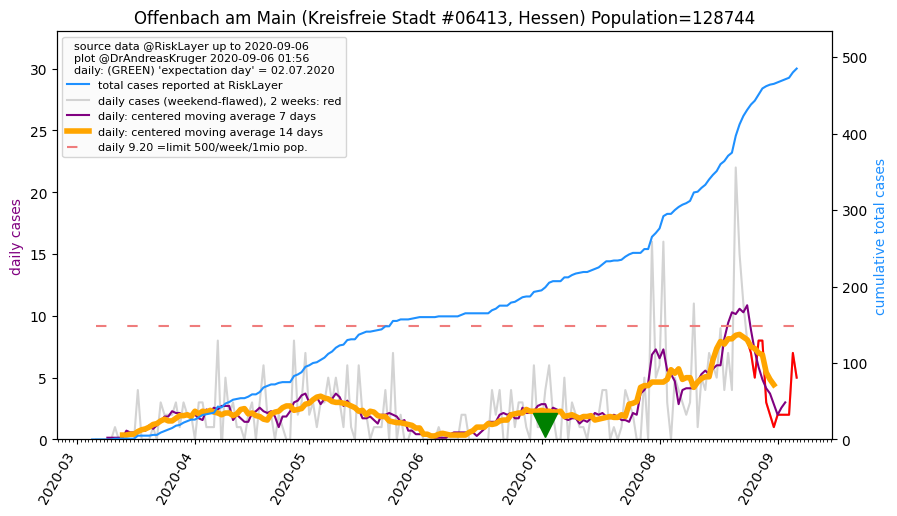 Offenbach am Main (Kreisfreie Stadt #06413, Hessen) Population=128744
source data @RiskLayer up to 2020-09-06
plot @DrAndreasKruger 2020-09-06 01:56
daily: (GREEN) 'expectation day' = 02.07.2020
total cases reported at RiskLayer
daily cases (weekend-flawed), 2 weeks: red
daily: centered moving average 7 days
daily: centered moving average 14 days
daily 9.20 =limit 500/week/1mio pop.
daily cases
30
25
20
15
10
5
0
cumulative total cases
500
400
300
200
100
0
2020-03
2020-04
2020-05
2020-06
2020-07
2020-08
2020-09